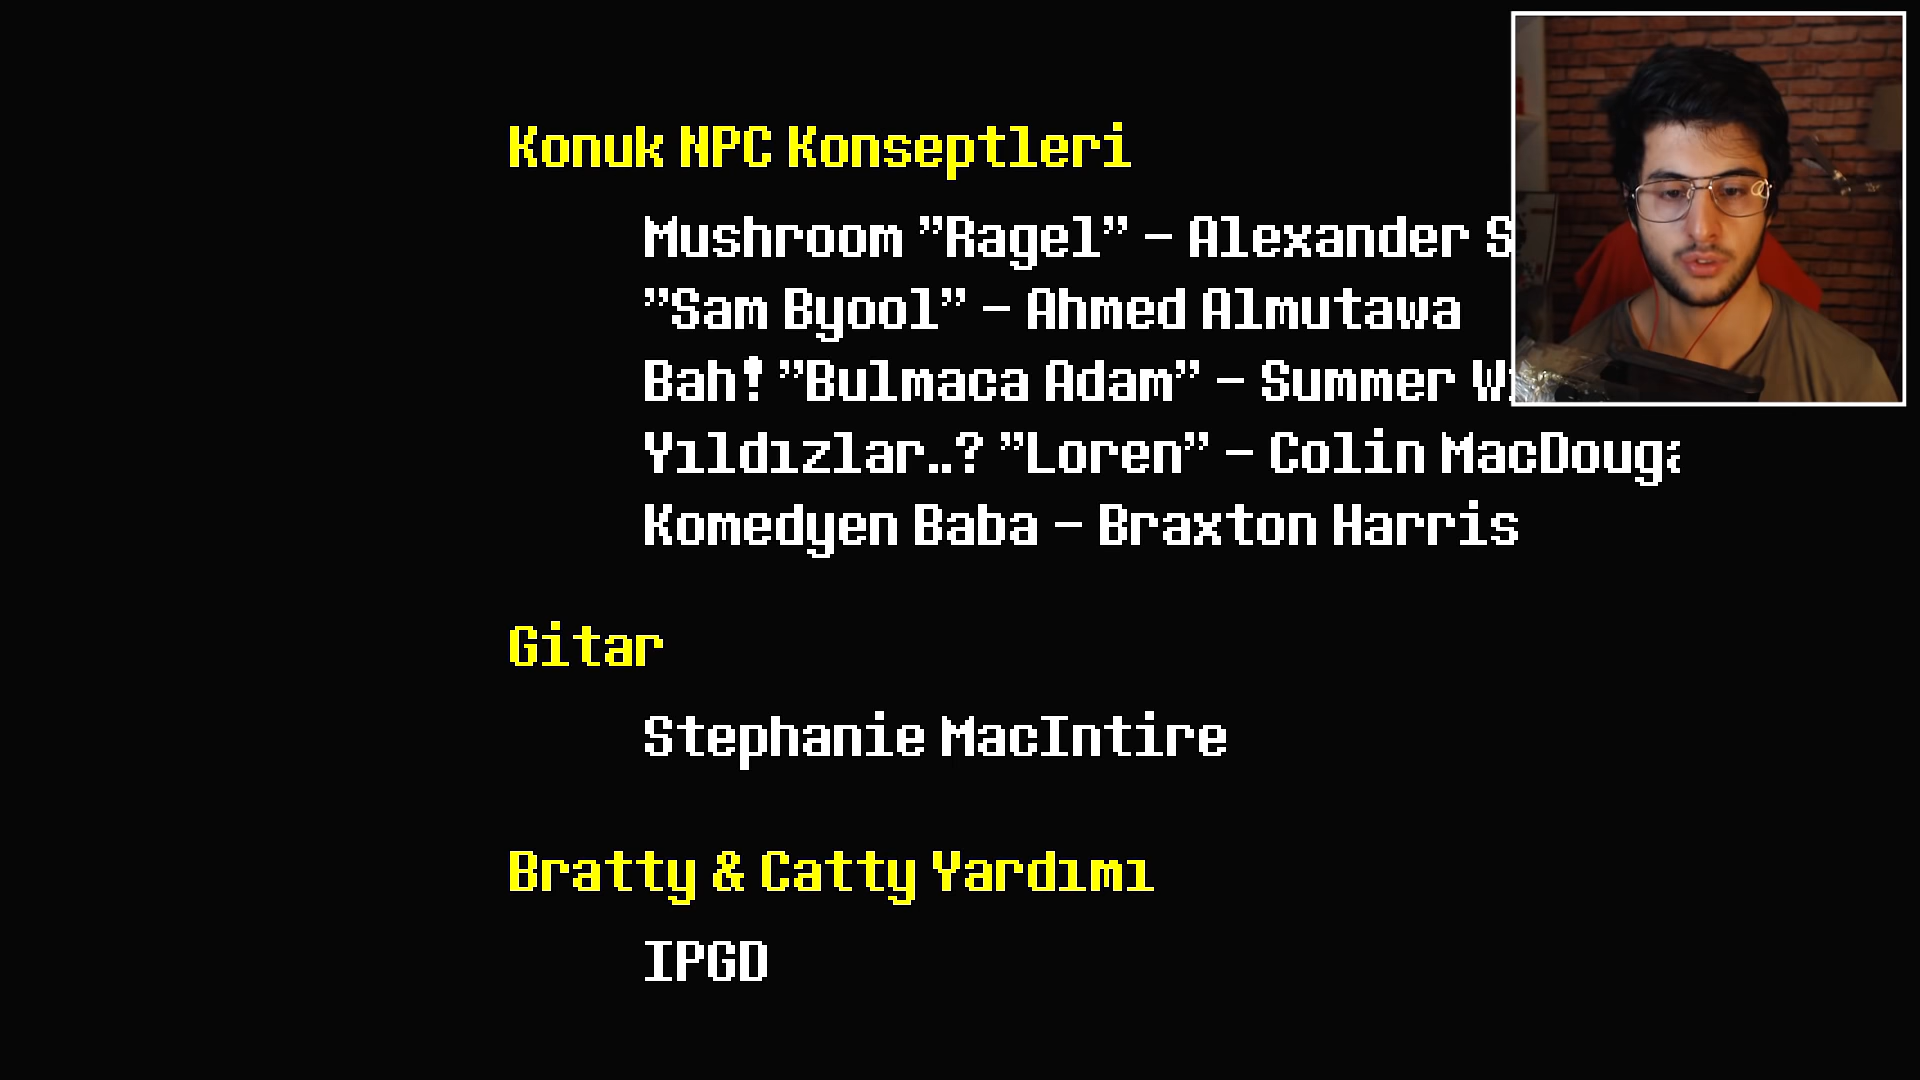 Konuk NPC Konseptleri
Mushroom "Ragel" - Alexander
"Sam Byool" - Ahmed Almutawa
Bah! "Bulmaca Adam" - Summer
Yıldızlar..? "Loren" - Colin
Komedyen Baba - Braxton Harris
Gitar
Stephanie MacIntire
Bratty & Catty Yardımı
IPGD